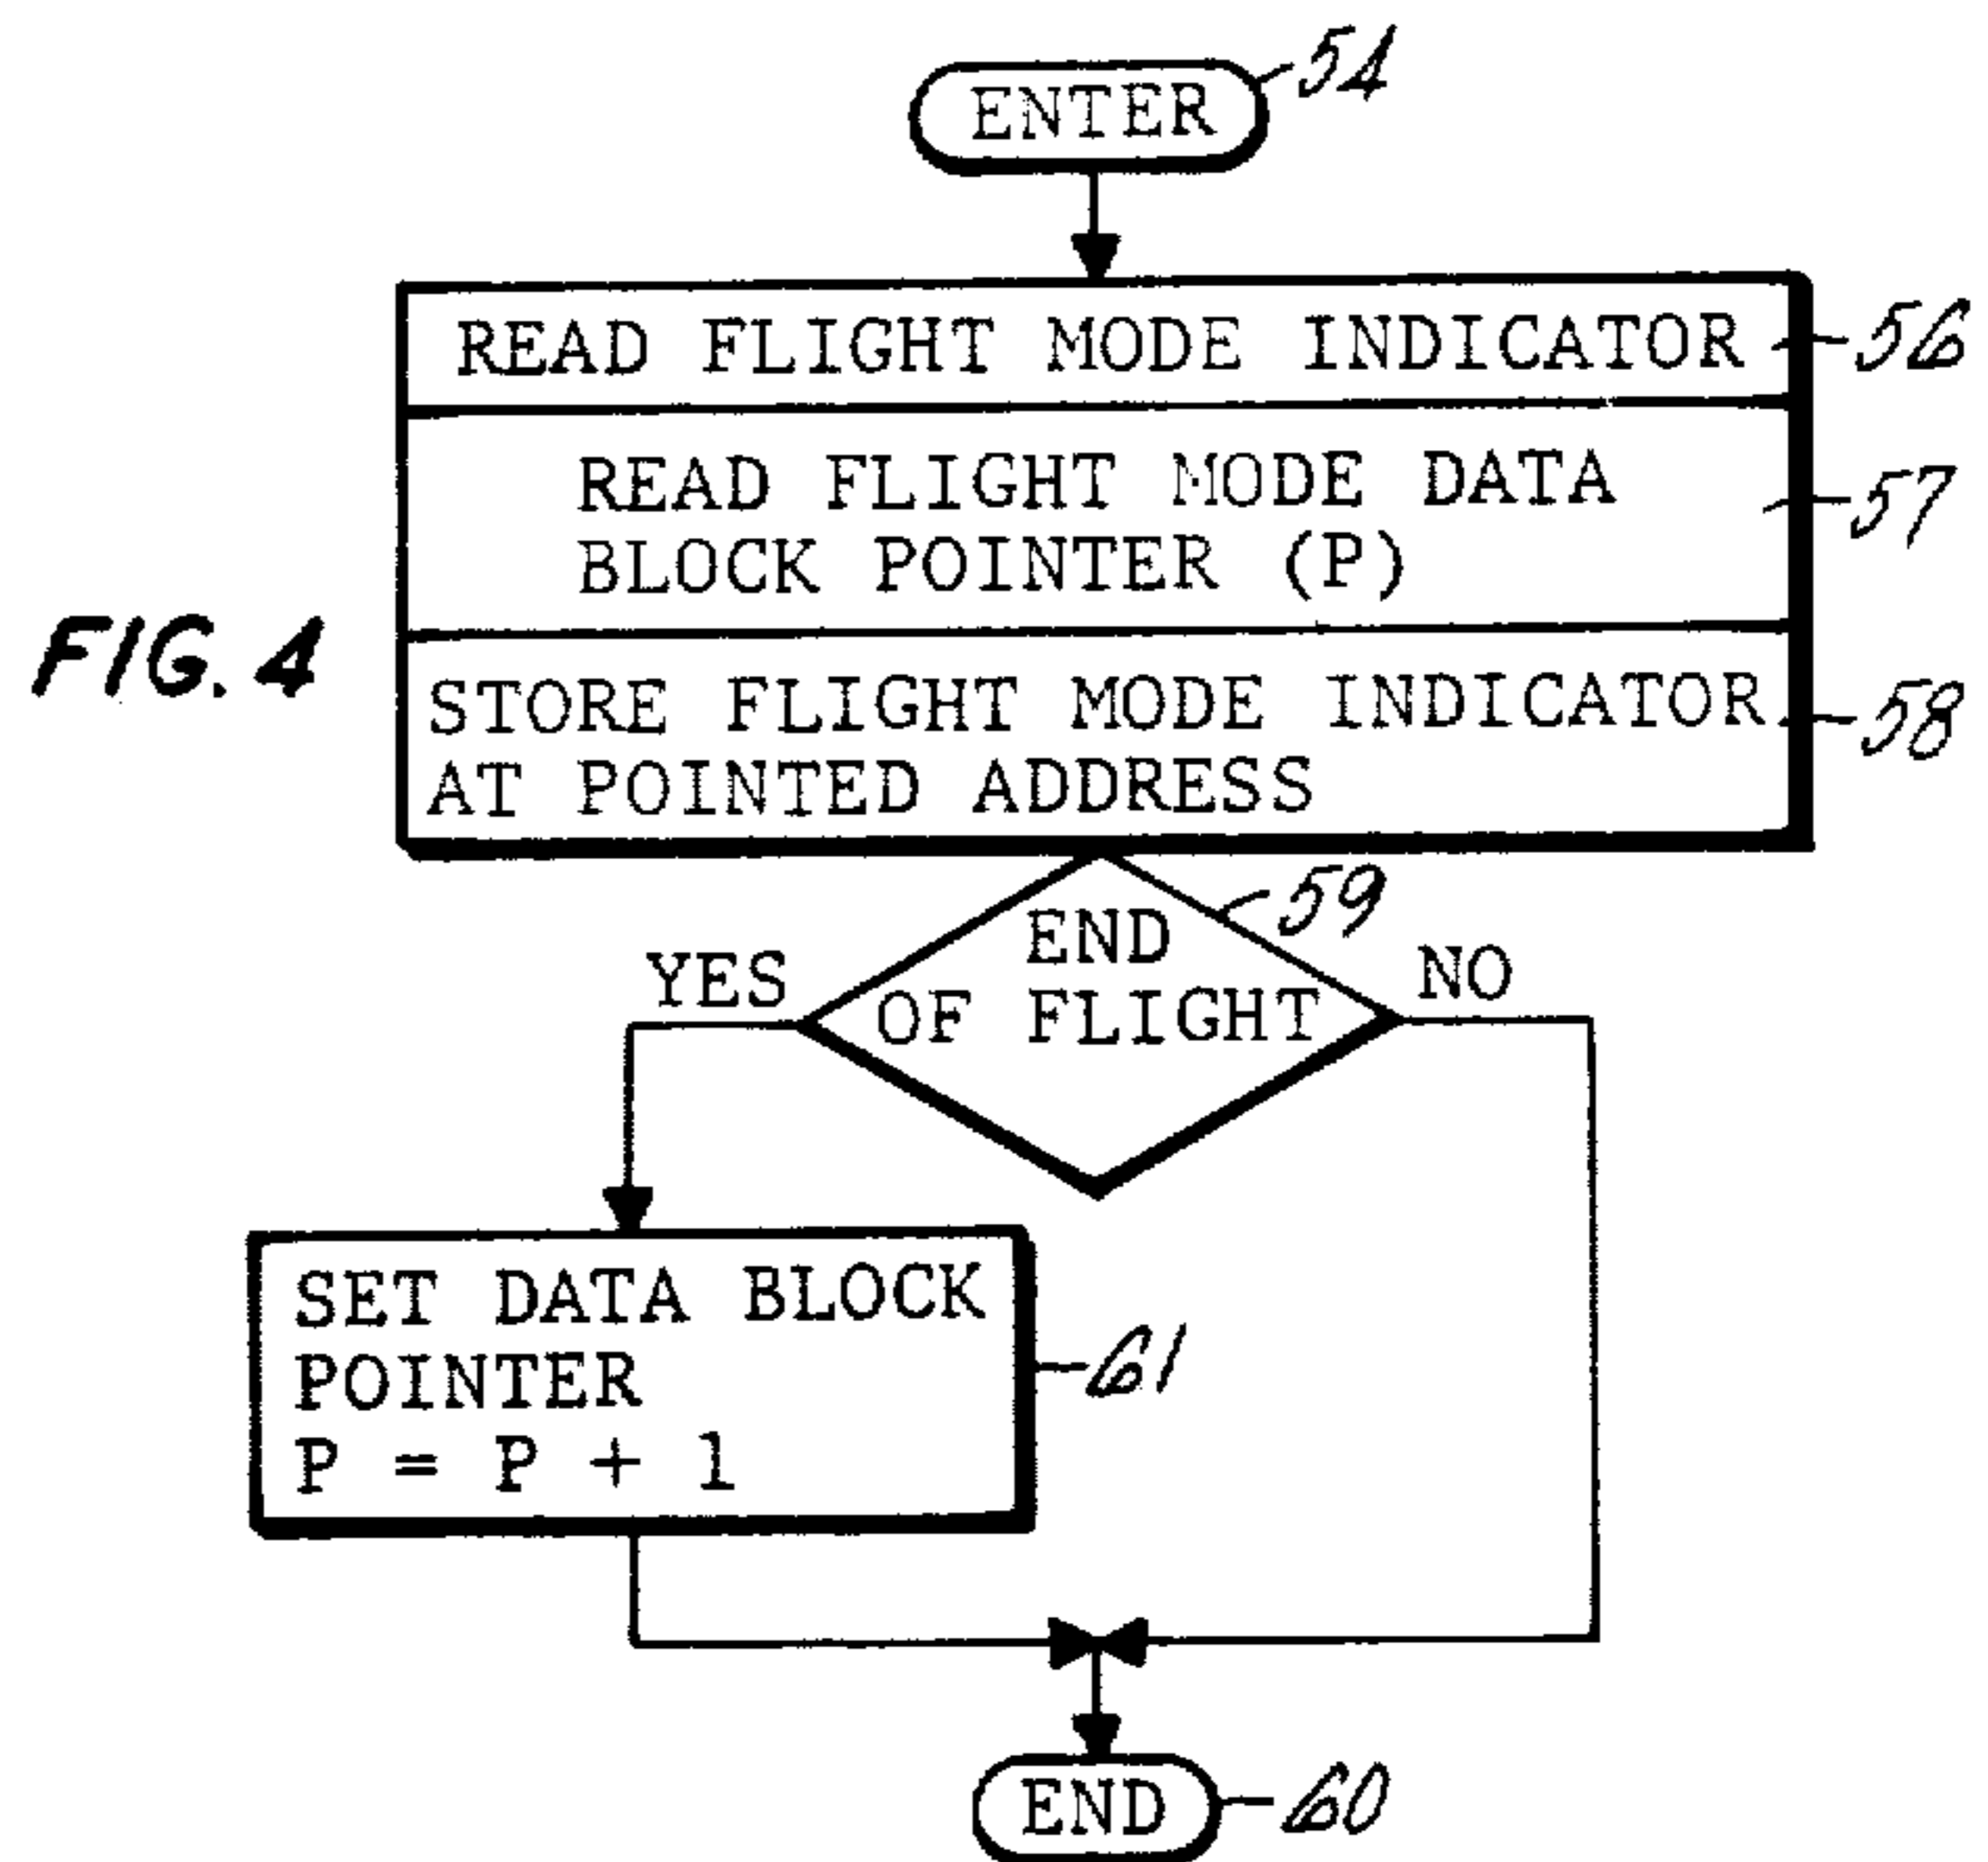 ENTER
54
READ FLIGHT MODE INDICATOR
56
READ FLIGHT MODE DATA
BLOCK POINTER (P)
57
FIG. 4
STORE FLIGHT MODE INDICATOR
AT POINTED ADDRESS
58
59
END
OF FLIGHT
YES
NO
SET DATA BLOCK
POINTER
P = P + 1
61
END
60